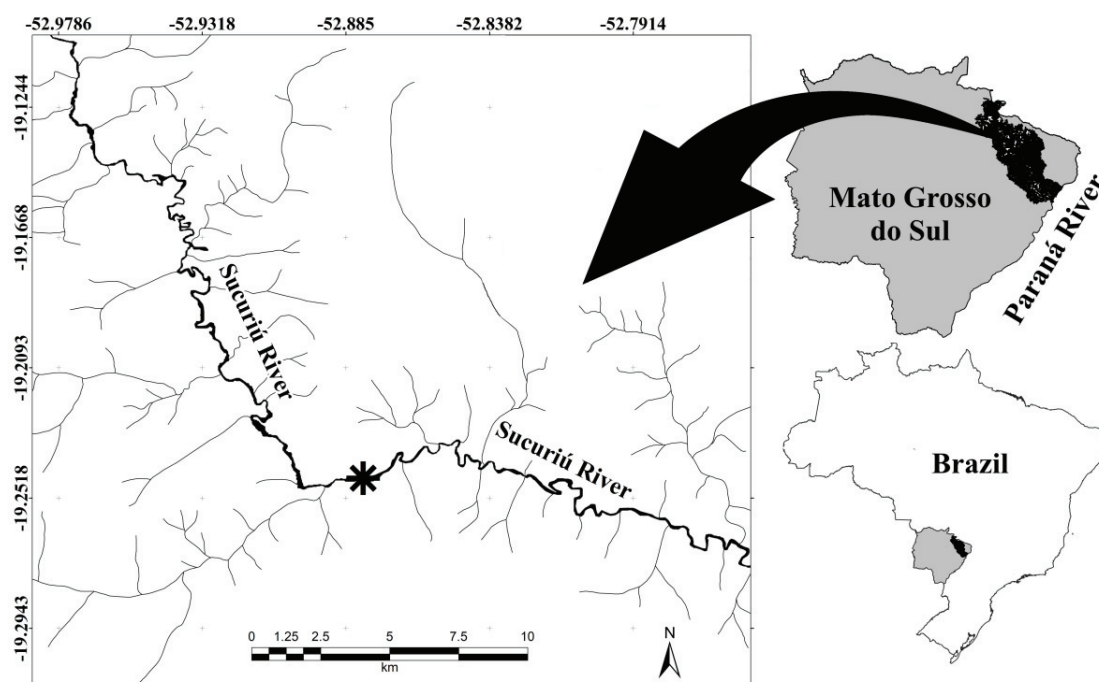 -52.9786
-52.9318
-52.885
-52.8382
-52.7914
-19.1244
-19.1668
-19.2093
-19.2518
-19.2943
Sucuriú River
Sucuriú River
0 1.25 2.5 5 7.5 10
km
N
Mato Grosso
do Sul
Paraná River
Brazil